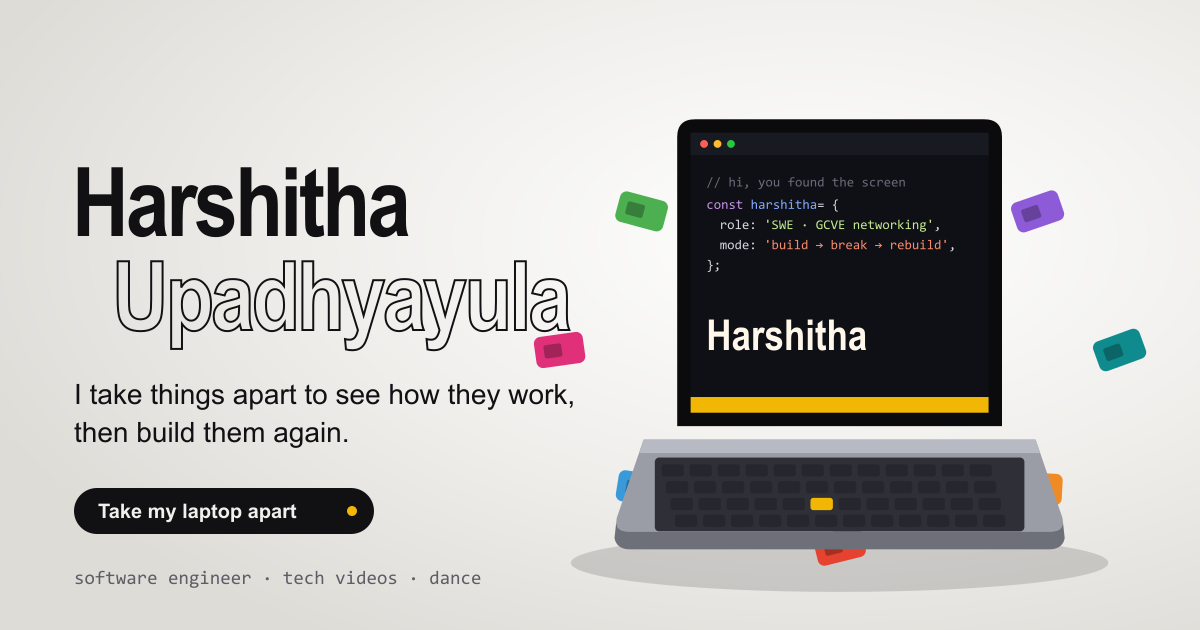 Harshitha
Upadhyayula
I take things apart to see how they work,
then build them again.
Take my laptop apart
software engineer · tech videos · dance
// hi, you found the screen
const harshitha= {
role: 'SWE · GCVE networking',
mode: 'build → break → rebuild',
};
Harshitha